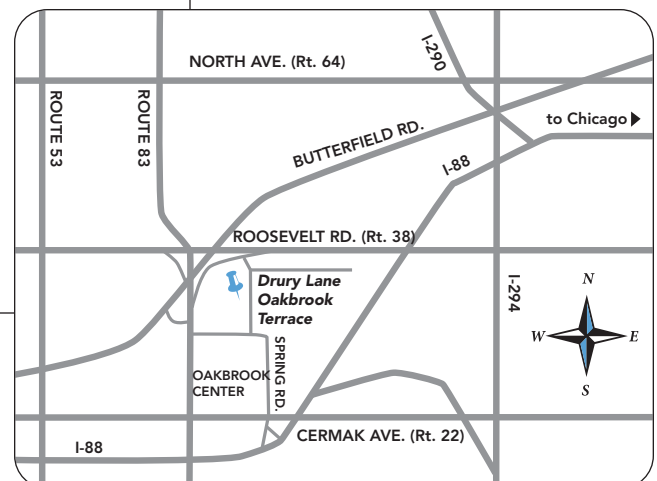 I-290
NORTH AVE. (Rt. 64)
ROUTE 53
ROUTE 83
to Chicago
BUTTERFIELD RD.
I-88
ROOSEVELT RD. (Rt. 38)
Drury Lane
Oakbrook
Terrace
I-294
N
W
E
S
SPRING RD.
OAKBROOK
CENTER
CERMAK AVE. (Rt. 22)
I-88